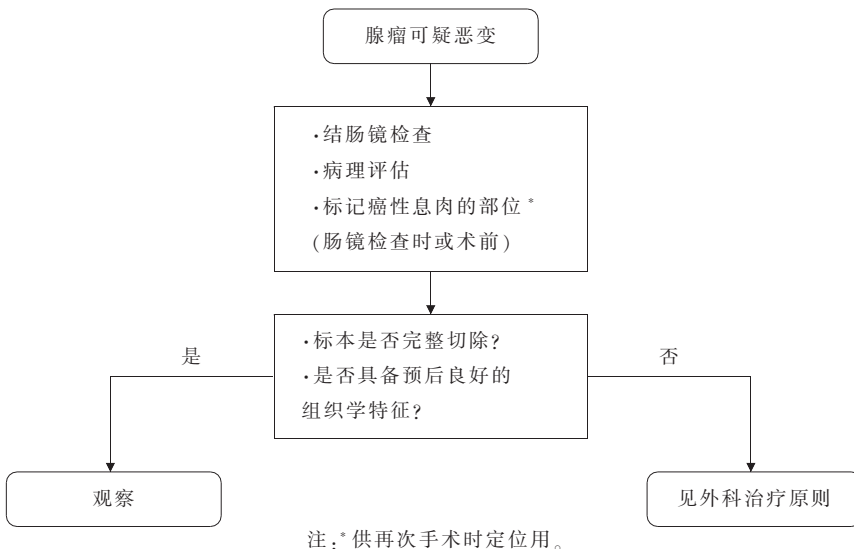 腺瘤可疑恶变
·结肠镜检查
·病理评估
·标记癌性息肉的部位*
(肠镜检查时或术前)
·标本是否完整切除?
·是否具备预后良好的
组织学特征?
是
否
观察
见外科治疗原则
注:*供再次手术时定位用。